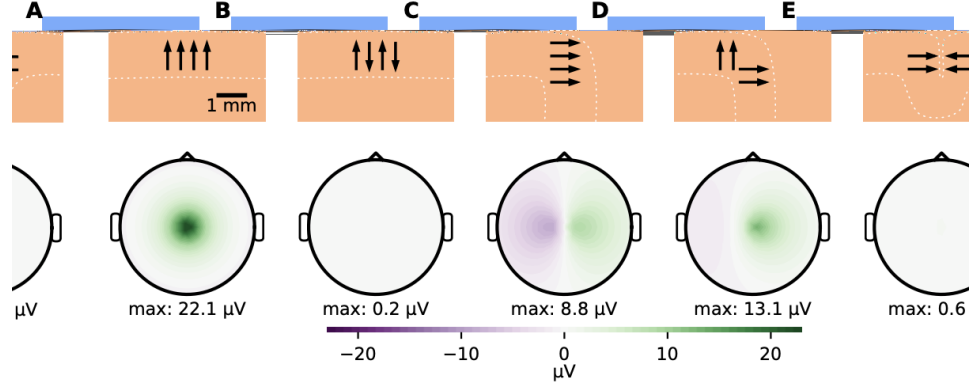 A B C D E
1 mm
μV max: 22.1 μV max: 0.2 μV max: 8.8 μV max: 13.1 μV max: 0.6
−20 −10 0 10 20
μV